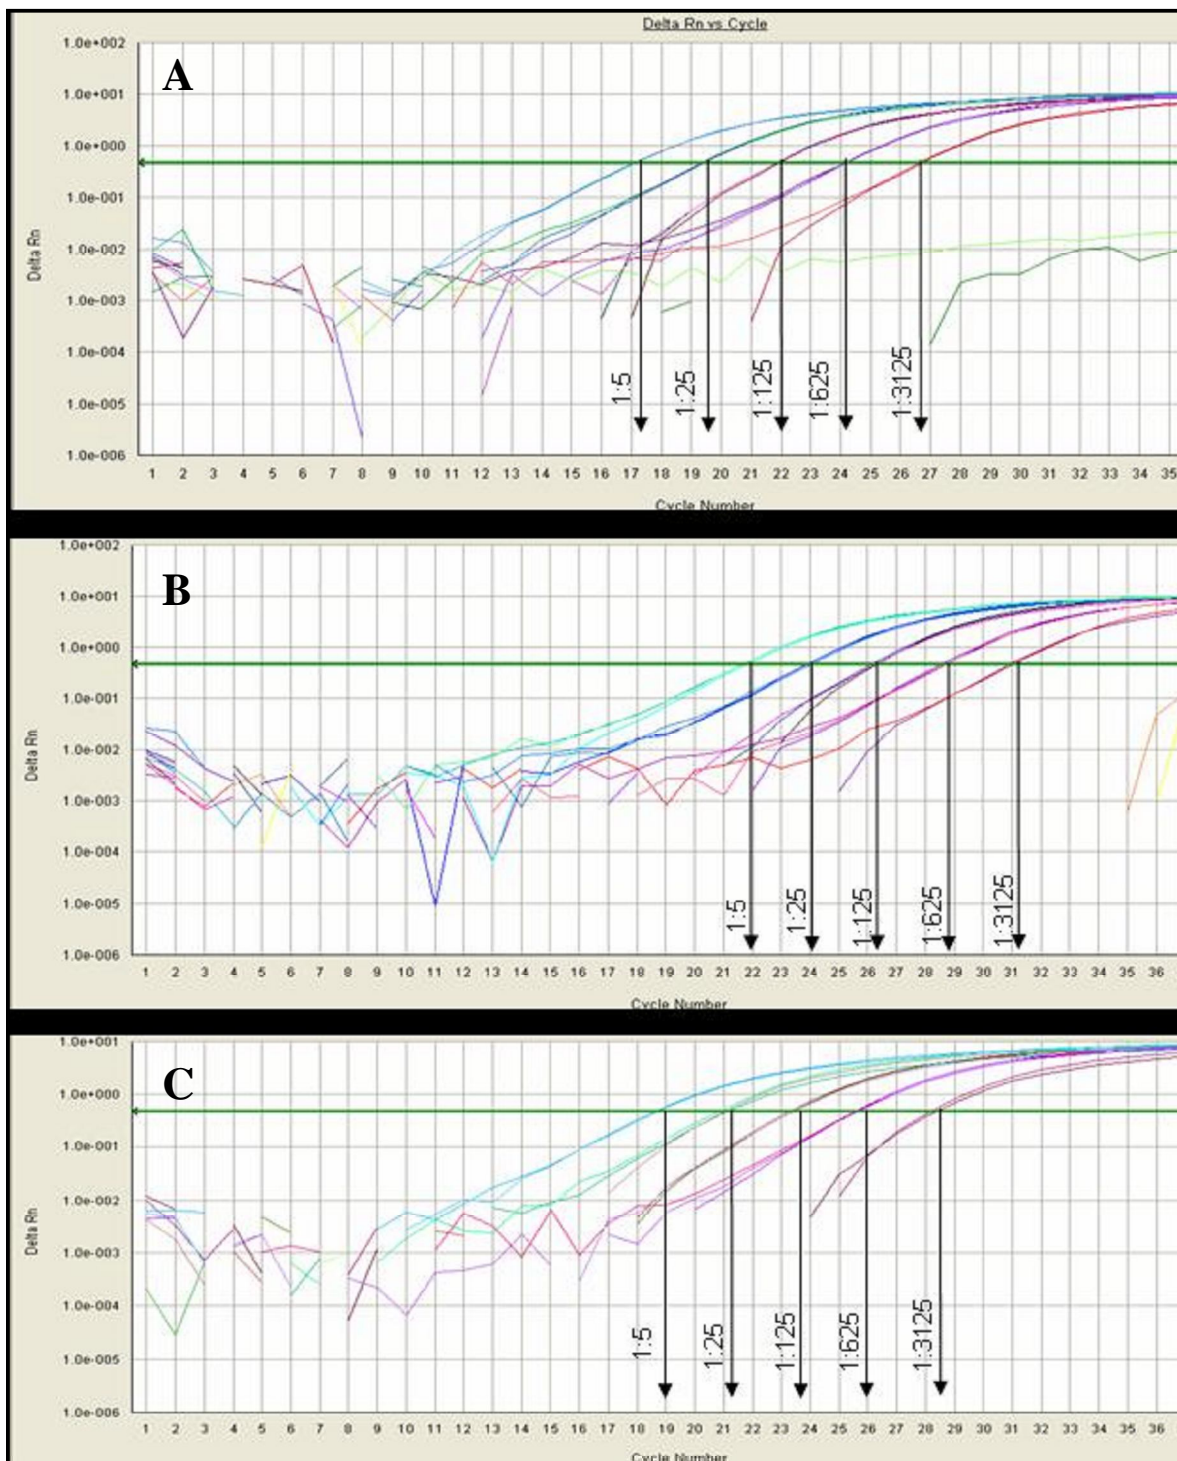 Delta Rn vs Cycle
A
1.0e+002
1.0e+001
1.0e+000
1.0e-001
1.0e-002
1.0e-003
1.0e-004
1.0e-005
1.0e-006
Delta Rn
1:5
1:25
1:125
1:625
1:3125
1 2 3 4 5 6 7 8 9 10 11 12 13 14 15 16 17 18 19 20 21 22 23 24 25 26 27 28 29 30 31 32 33 34 35
Cycle Number
B
1.0e+002
1.0e+001
1.0e+000
1.0e-001
1.0e-002
1.0e-003
1.0e-004
1.0e-005
1.0e-006
Delta Rn
1:5
1:25
1:125
1:625
1:3125
1 2 3 4 5 6 7 8 9 10 11 12 13 14 15 16 17 18 19 20 21 22 23 24 25 26 27 28 29 30 31 32 33 34 35 36
Cycle Number
C
1.0e+001
1.0e+000
1.0e-001
1.0e-002
1.0e-003
1.0e-004
1.0e-005
1.0e-006
Delta Rn
1:5
1:25
1:125
1:625
1:3125
1 2 3 4 5 6 7 8 9 10 11 12 13 14 15 16 17 18 19 20 21 22 23 24 25 26 27 28 29 30 31 32 33 34 35 36
Cycle Number